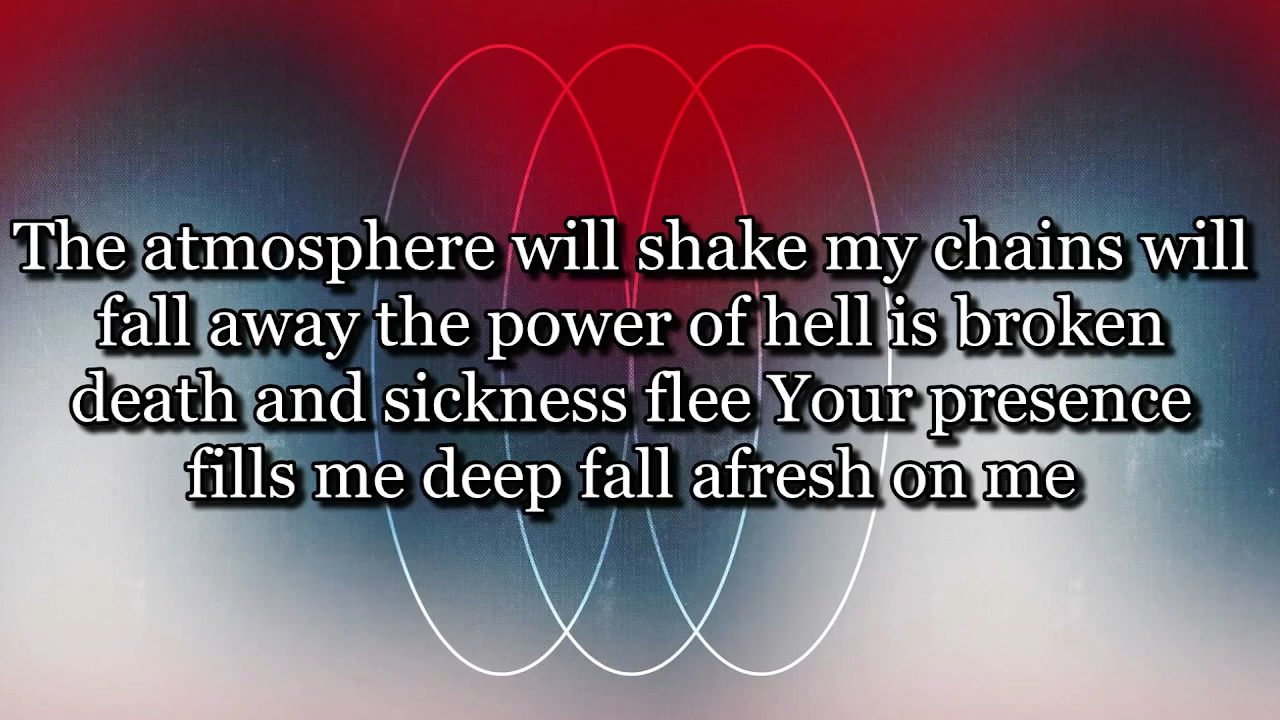 The atmosphere will shake my chains will
fall away the power of hell is broken
death and sickness flee Your presence
fills me deep fall afresh on me